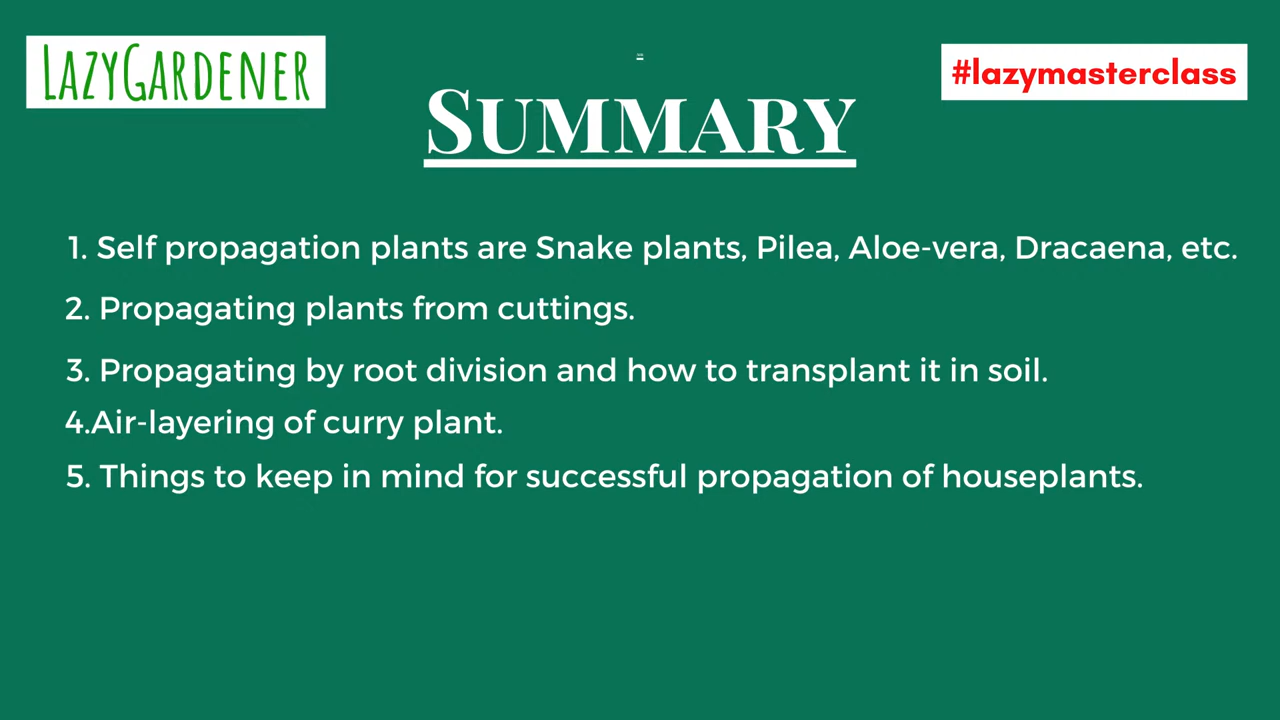 LazyGardener
#lazymasterclass
Summary
1. Self propagation plants are Snake plants, Pilea, Aloe-vera, Dracaena, etc.
2. Propagating plants from cuttings.
3. Propagating by root division and how to transplant it in soil.
4.Air-layering of curry plant.
5. Things to keep in mind for successful propagation of houseplants.